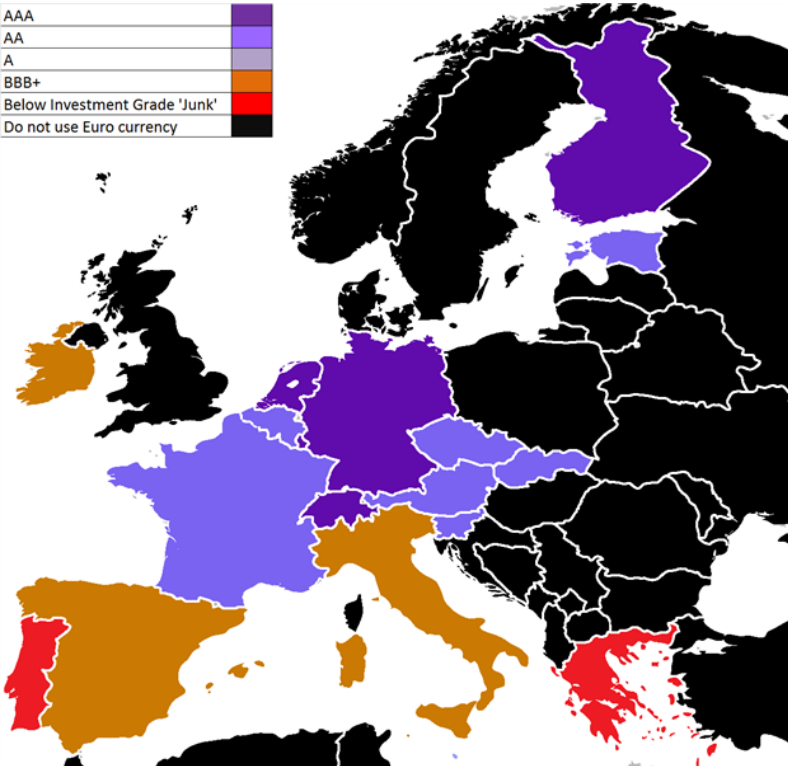 AAA
AA
A
BBB+
Below Investment Grade 'Junk'
Do not use Euro currency